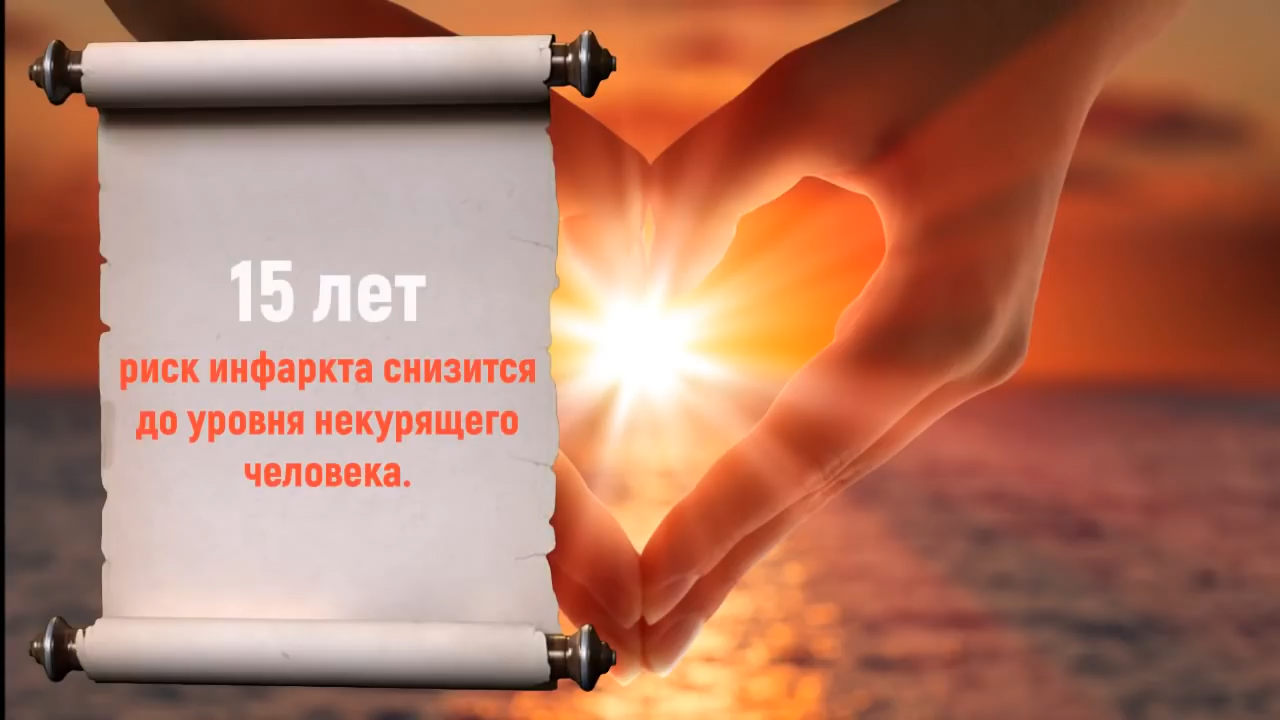 15 лет
риск инфаркта снизится
до уровня некурящего
человека.